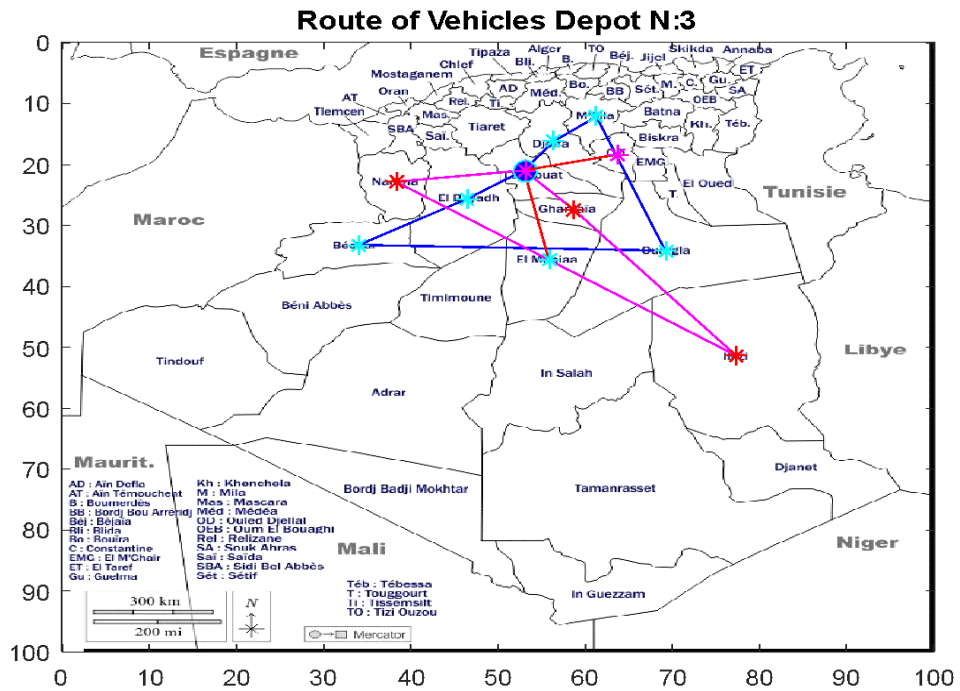 Route of Vehicles Depot N:3
0
10
20
30
40
50
60
70
80
90
100
0 10 20 30 40 50 60 70 80 90 100
Espagne
Maroc
Tunisie
Libye
Niger
Mali
Maurit.
Tipaza
Alger
TO
Skikda
Annaba
Chlef
Bli.
B.
Béj.
Jijel
ET
Mostaganem
AD
Méd.
Bo.
BB
Sét.
M.
C.
Gu.
SA
Oran
Rel.
Ti.
OEB
AT
Mas.
Batna
Kh.
Téb.
Tlemcen
SBA
Saï.
Tiaret
Biskra
EMG
El Oued
T.
Béni Abbès
Timimoune
Tindouf
Adrar
In Salah
Djanet
Bordj Badji Mokhtar
Tamanrasset
In Guezzam
AD : Aïn Defla
AT : Aïn Témouchent
B : Boumerdès
BB : Bordj Bou Arréridj
Béj : Béjaïa
Bli : Blida
Bo : Bouira
C : Constantine
EMG : El M'Ghair
ET : El Taref
Gu : Guelma
Kh : Khenchela
M : Mila
Mas : Mascara
Méd : Médéa
OD : Ouled Djellal
OEB : Oum El Bouaghi
Rel : Relizane
SA : Souk Ahras
Saï : Saïda
SBA : Sidi Bel Abbès
Sét : Sétif
Téb : Tébessa
T : Touggourt
Ti : Tissemsilt
TO : Tizi Ouzou
300 km
200 mi
N
Mercator